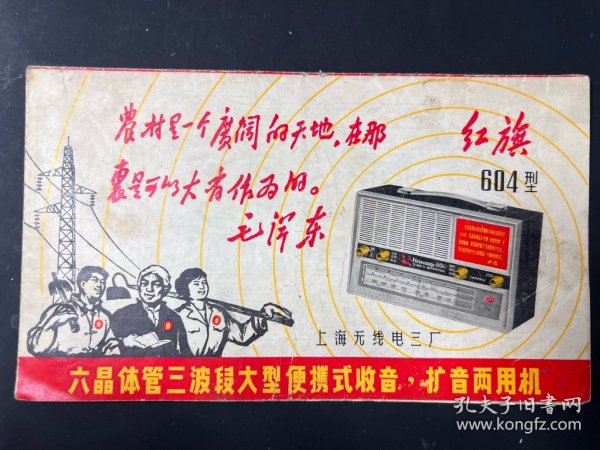 农村是一个廣阔的天地，在那
裏是可以大有作为的。
毛泽东
红旗
604型
上海无线电三厂
六晶体管三波段大型便携式收音，扩音两用机
孔夫子旧书网
www.kongfz.com